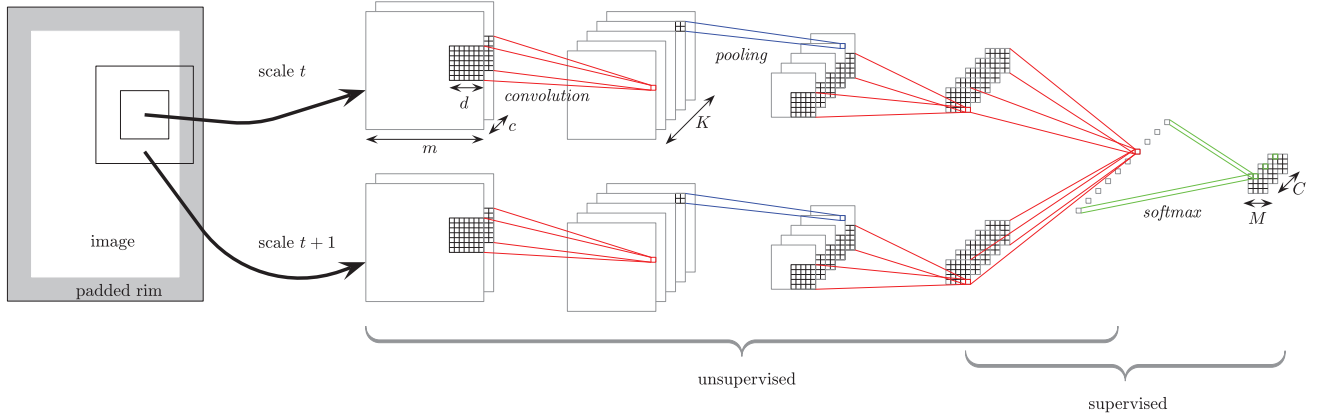 scale t
d
convolution
c
m
K
pooling
image
padded rim
scale t + 1
softmax
M
C
unsupervised
supervised